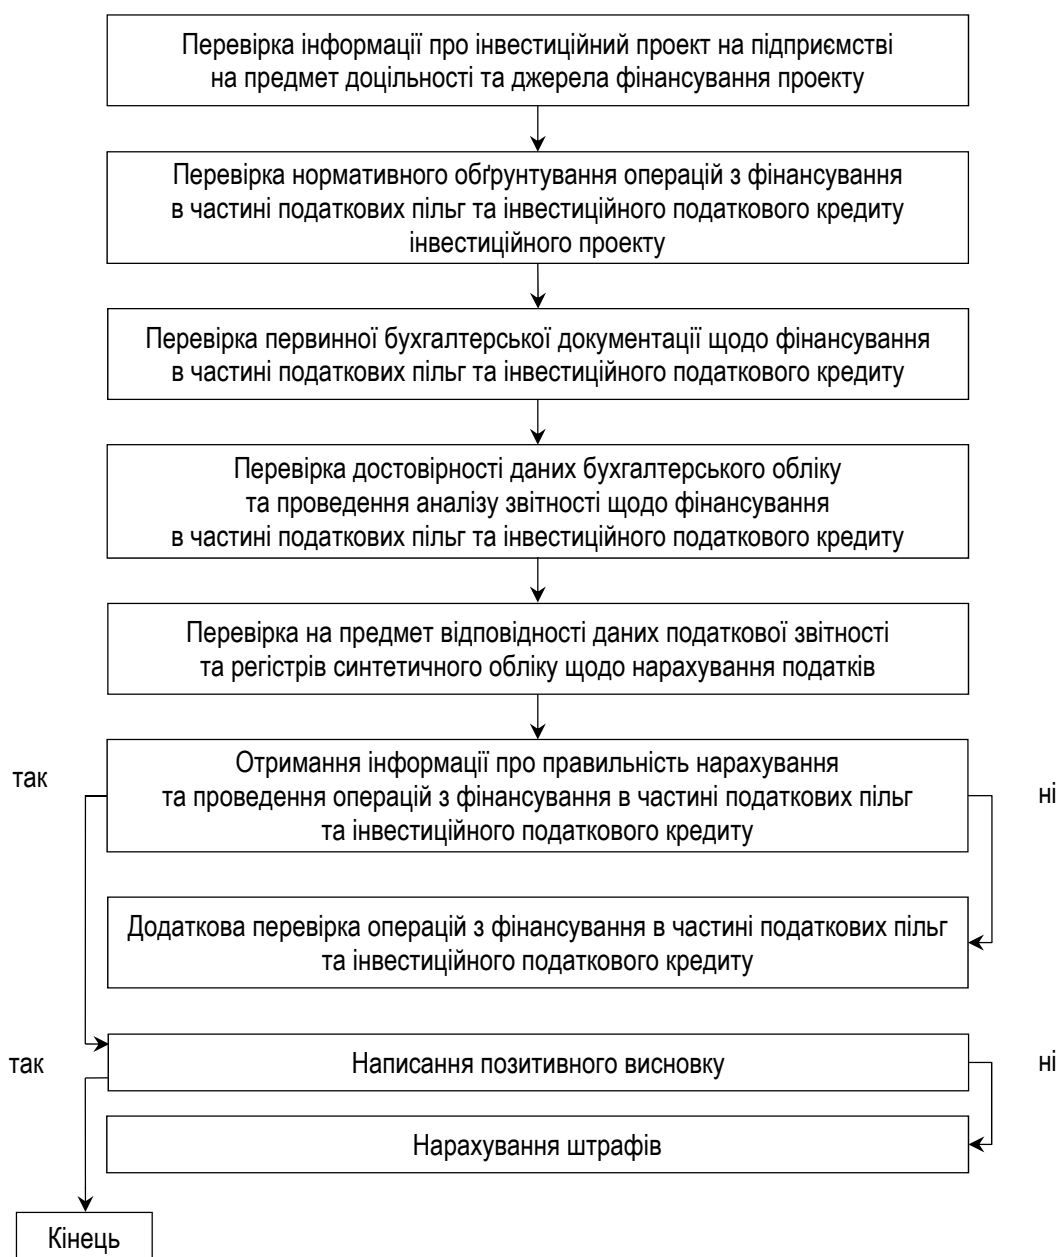 Перевірка інформації про інвестиційний проект на підприємстві
на предмет доцільності та джерела фінансування проекту
Перевірка нормативного обґрунтування операцій з фінансування
в частині податкових пільг та інвестиційного податкового кредиту
інвестиційного проекту
Перевірка первинної бухгалтерської документації щодо фінансування
в частині податкових пільг та інвестиційного податкового кредиту
Перевірка достовірності даних бухгалтерського обліку
та проведення аналізу звітності щодо фінансування
в частині податкових пільг та інвестиційного податкового кредиту
Перевірка на предмет відповідності даних податкової звітності
та регістрів синтетичного обліку щодо нарахування податків
так
Отримання інформації про правильність нарахування
та проведення операцій з фінансування в частині податкових пільг
та інвестиційного податкового кредиту
ні
Додаткова перевірка операцій з фінансування в частині податкових пільг
та інвестиційного податкового кредиту
так
Написання позитивного висновку
ні
Нарахування штрафів
Кінець